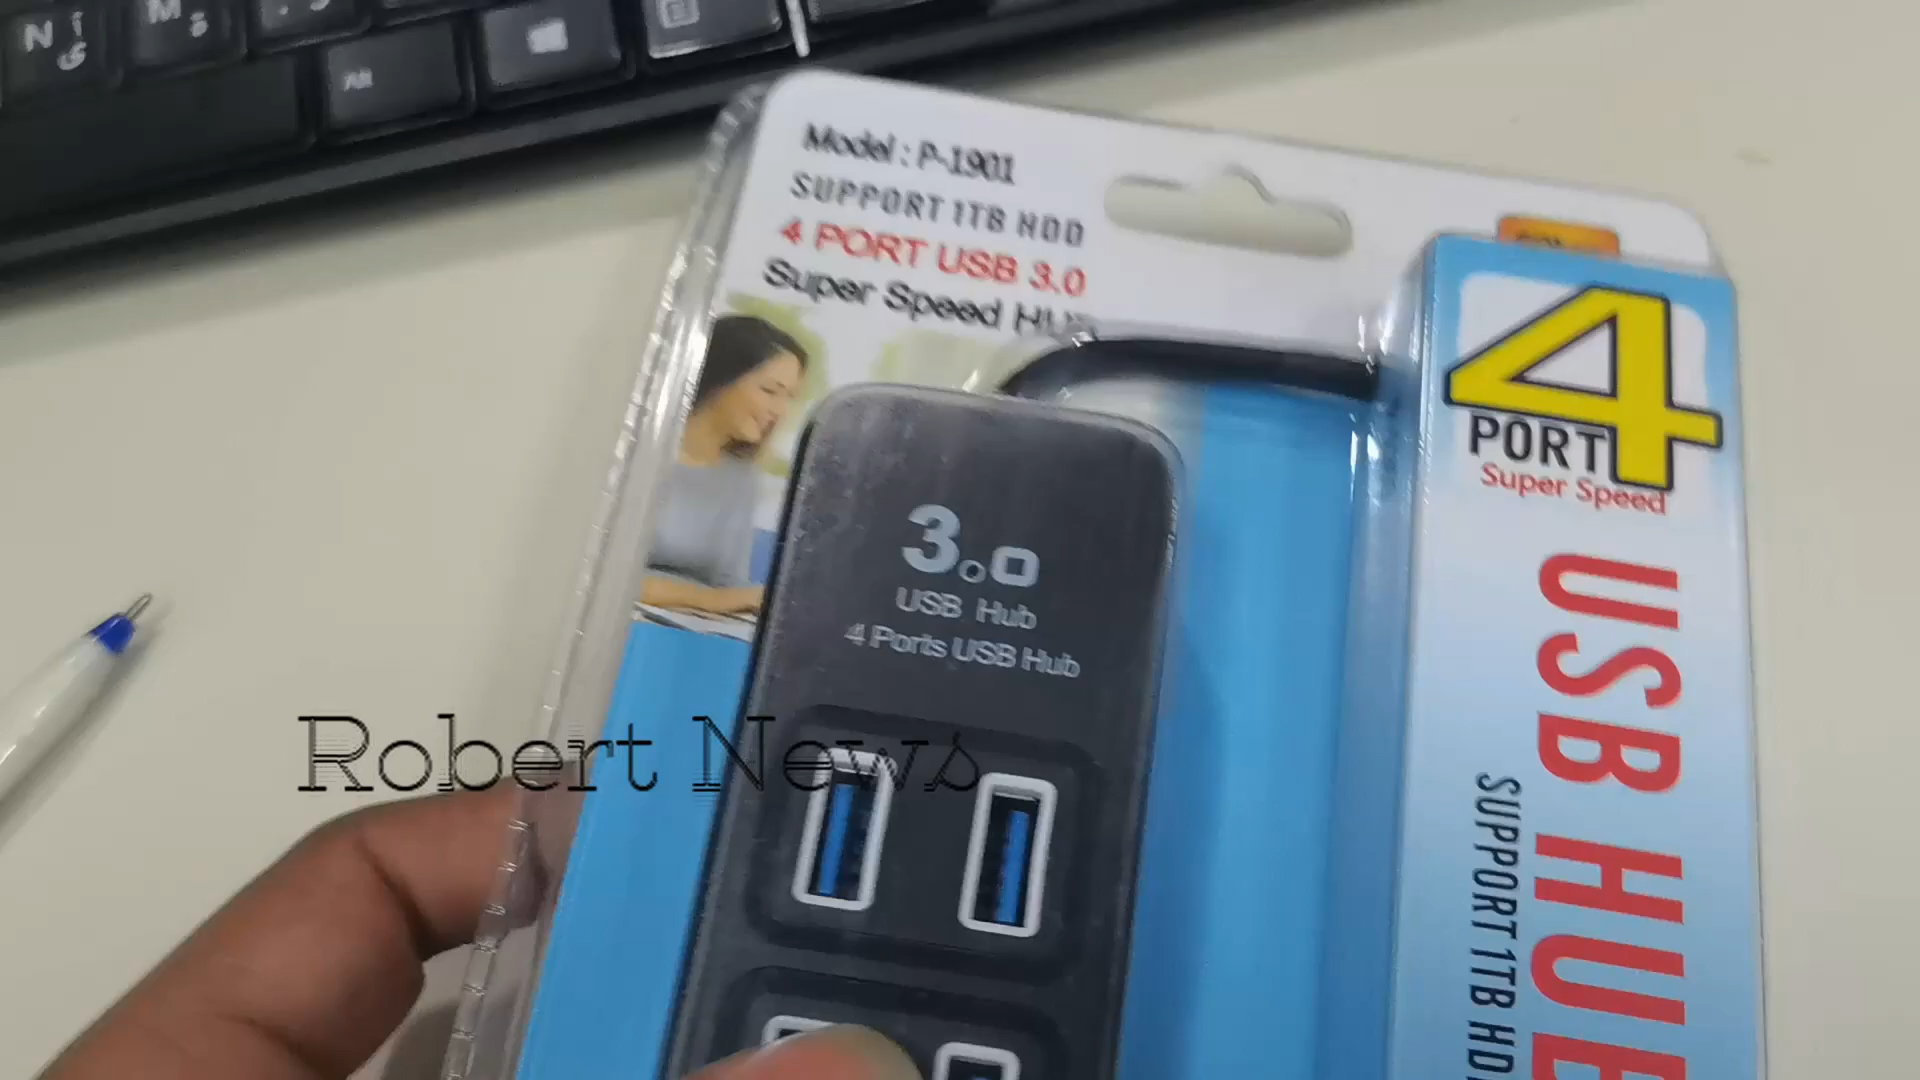 N
M
Alt
Model : P-1901
SUPPORT 1TB HDD
4 PORT USB 3.0
Super Speed HUB
4
PORT
Super Speed
USB HUB
SUPPORT 1TB HDD
3.0
USB Hub
4 Ports USB Hub
Robert News